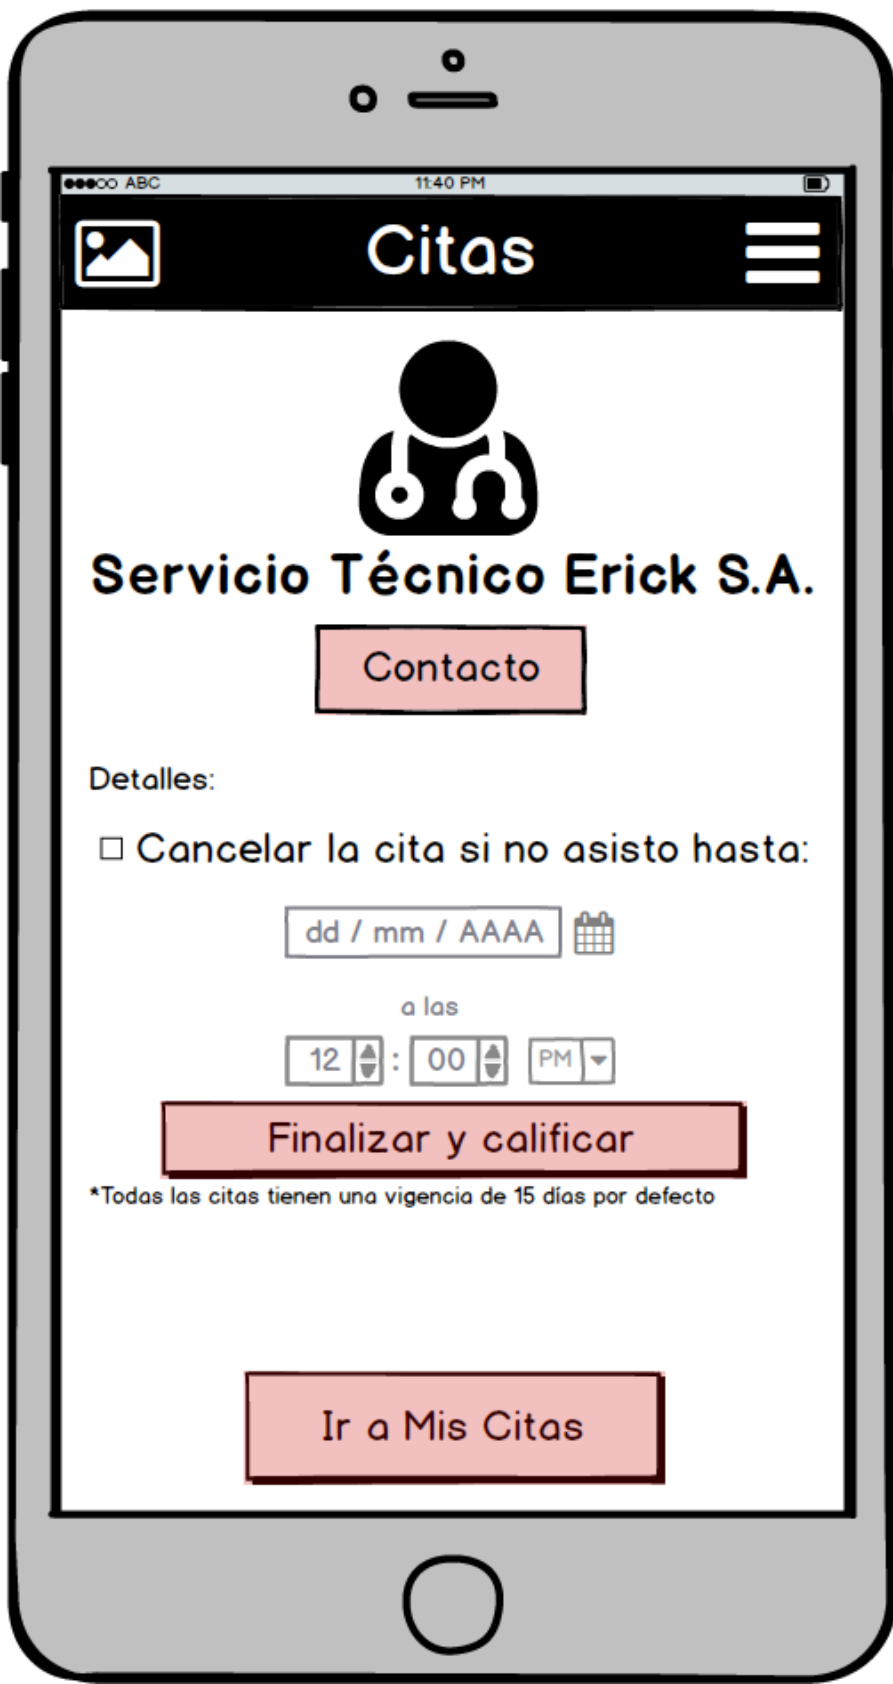 ABC 11:40 PM
Citas
Servicio Técnico Erick S.A.
Contacto
Detalles:
Cancelar la cita si no asisto hasta:
dd / mm / AAAA
a las
12 : 00 PM
Finalizar y calificar
*Todas las citas tienen una vigencia de 15 días por defecto
Ir a Mis Citas